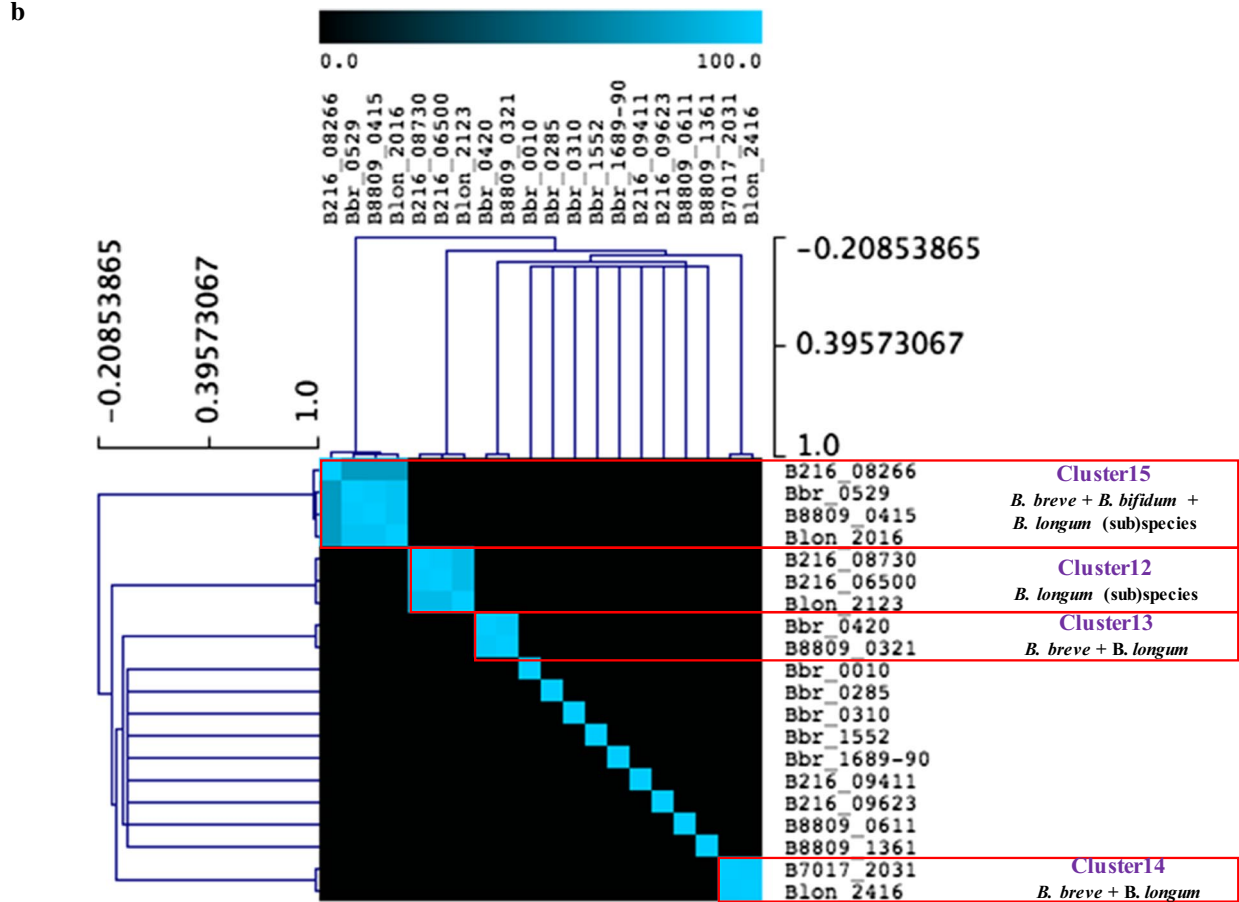 b
0.0
100.0
B216_08266
Bbr_0529
B8809_0415
Blon_2016
B216_08730
B216_06500
Blon_2123
Bbr_0420
B8809_0321
Bbr_0010
Bbr_0285
Bbr_0310
Bbr_1552
Bbr_1689-90
B216_09411
B216_09623
B8809_0611
B8809_1361
B7017_2031
Blon_2416
-0.20853865
0.39573067
1.0
-0.20853865
0.39573067
1.0
B216_08266
Bbr_0529
B8809_0415
Blon_2016
Cluster15
B. breve + B. bifidum +
B. longum (sub)species
B216_08730
B216_06500
Blon_2123
Cluster12
B. longum (sub)species
Bbr_0420
B8809_0321
Cluster13
B. breve + B. longum
Bbr_0010
Bbr_0285
Bbr_0310
Bbr_1552
Bbr_1689-90
B216_09411
B216_09623
B8809_0611
B8809_1361
B7017_2031
Blon_2416
Cluster14
B. breve + B. longum